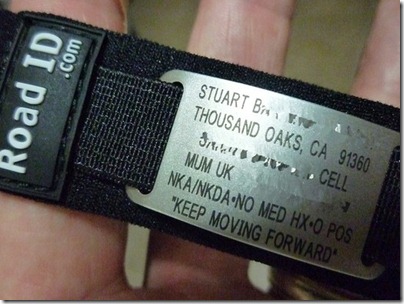 Road ID
.com
STUART
THOUSAND OAKS, CA 91360
CELL
MUM UK
NKA/NKDA•NO MED HX•O POS
"KEEP MOVING FORWARD"